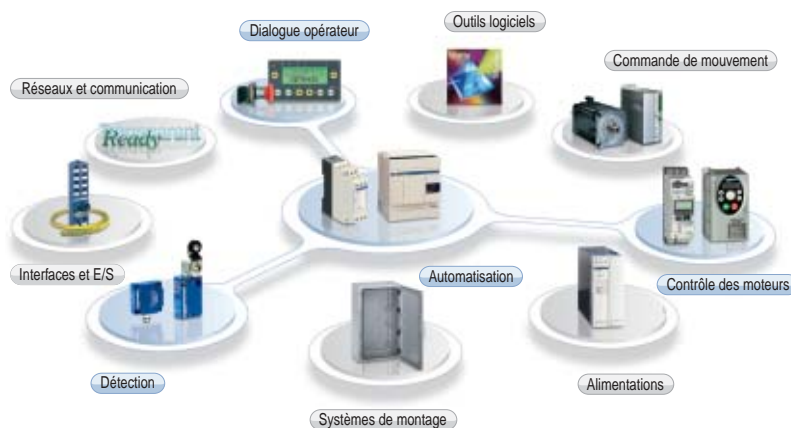 Outils logiciels
Dialogue opérateur
Commande de mouvement
Réseaux et communication
Ready
Automatisation
Interfaces et E/S
Contrôle des moteurs
Détection
Alimentations
Systèmes de montage